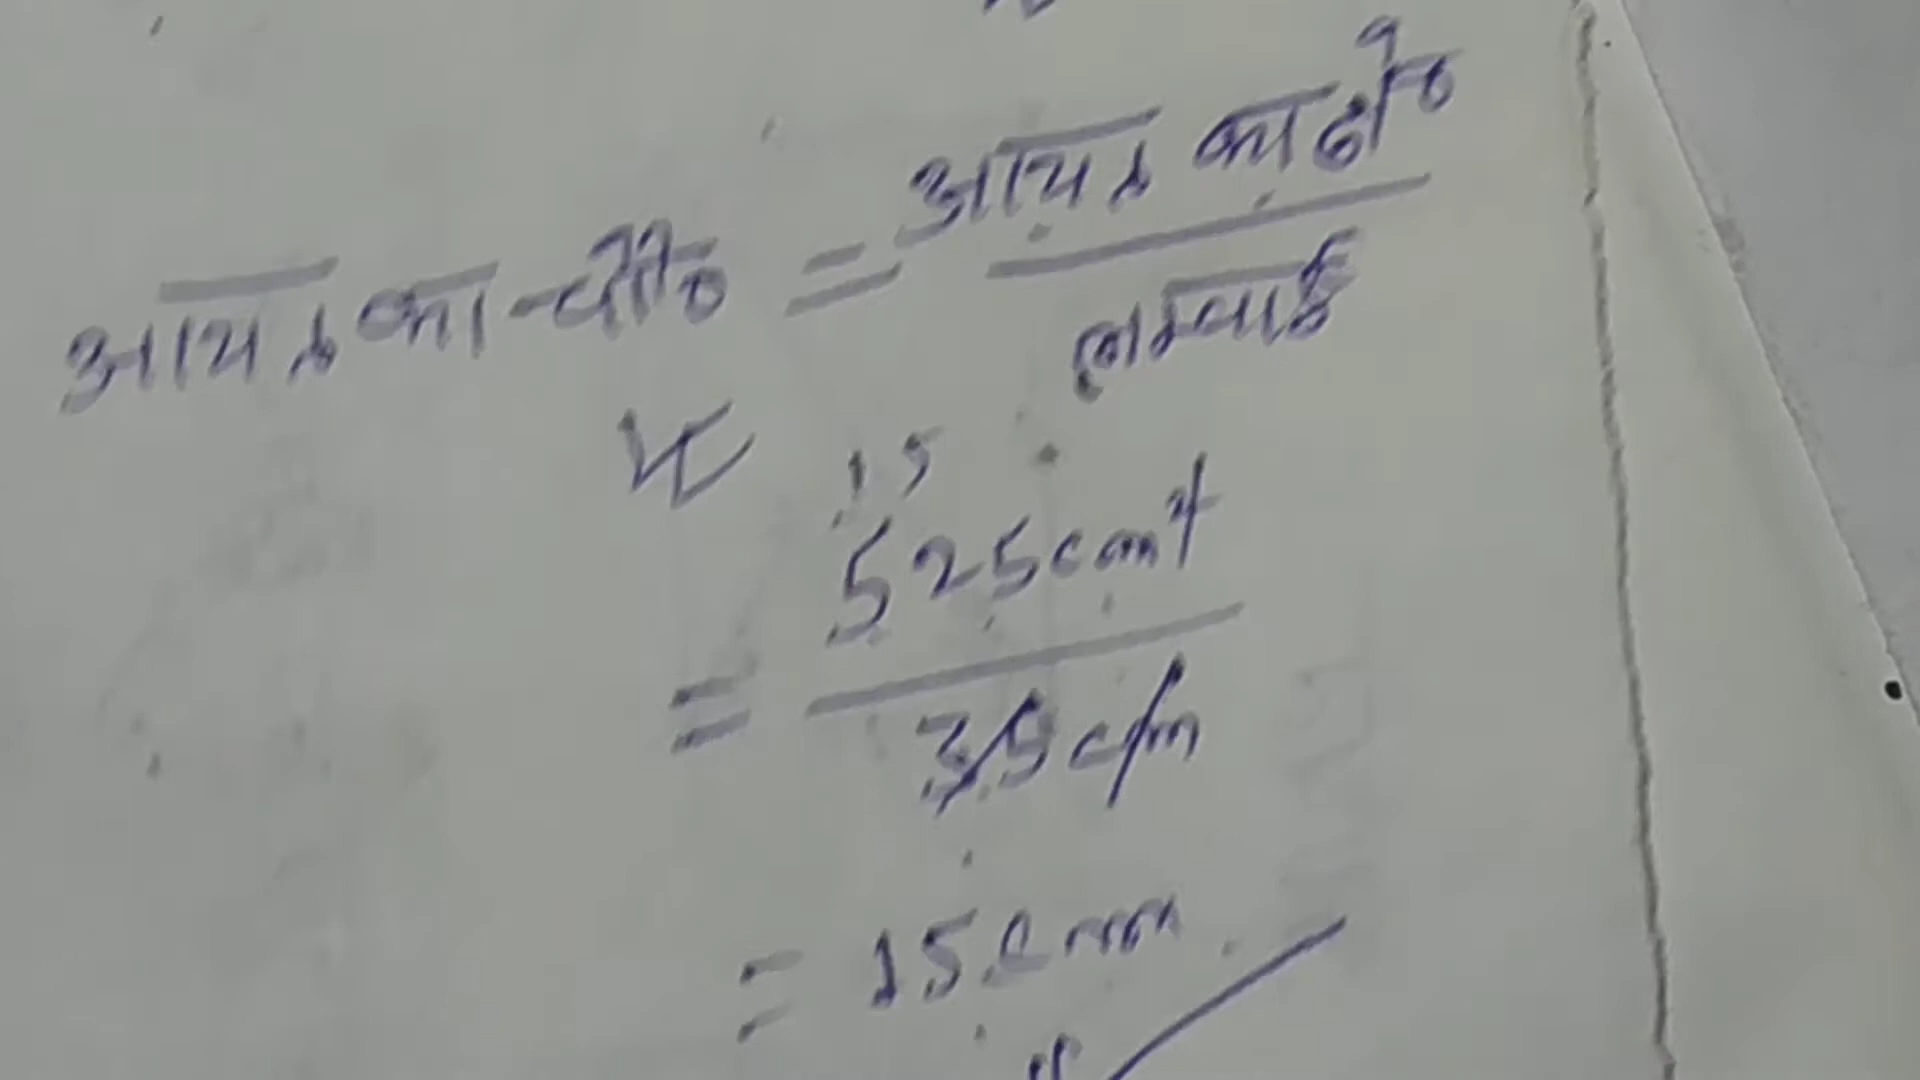 आयत का चौ० = आयत का क्षे०
लम्बाई
15
= 525 cm²
35 cm
= 15 cm